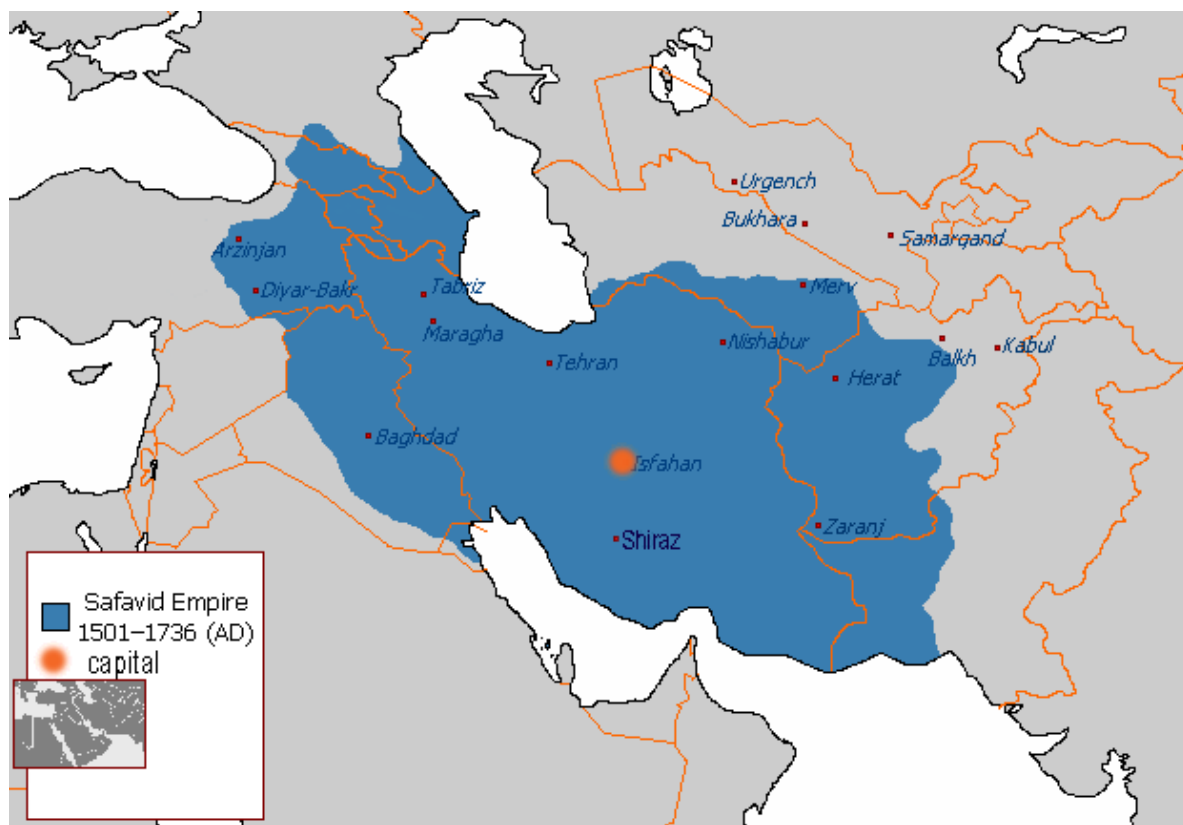 Urgench
Bukhara
Samarqand
Arzinjan
Diyar-Bakr
Tabriz
Merv
Maragha
Nishabur
Balkh
Kabul
Tehran
Herat
Baghdad
Isfahan
Zaranj
Shiraz
Safavid Empire
1501–1736 (AD)
capital